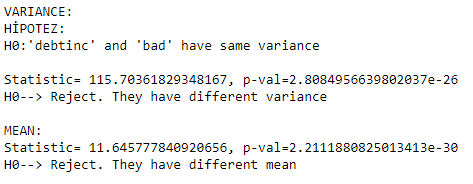 VARIANCE:
HİPOTEZ:
H0:'debtinc' and 'bad' have same variance
Statistic= 115.70361829348167, p-val=2.8084956639802037e-26
H0--> Reject. They have different variance
MEAN:
Statistic= 11.645777840920656, p-val=2.2111880825013413e-30
H0--> Reject. They have different mean